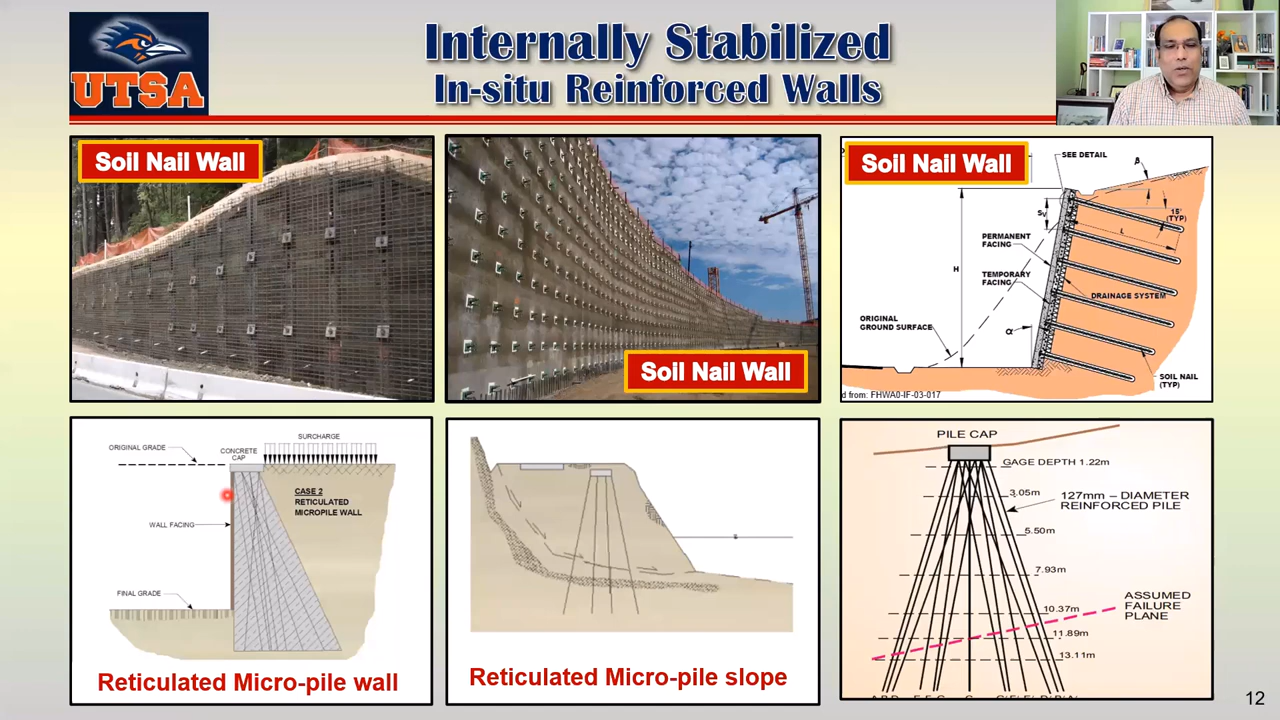 UTSA
Internally Stabilized
In-situ Reinforced Walls
Soil Nail Wall
Soil Nail Wall
Soil Nail Wall
SEE DETAIL
β
15°
(TYP)
Sv
L
PERMANENT
FACING
H
TEMPORARY
FACING
DRAINAGE SYSTEM
ORIGINAL
GROUND SURFACE
α
SOIL NAIL
(TYP)
d from: FHWA0-IF-03-017
SURCHARGE
ORIGINAL GRADE
CONCRETE
CAP
CASE 2
RETICULATED
MICROPILE WALL
WALL FACING
FINAL GRADE
Reticulated Micro-pile wall
Reticulated Micro-pile slope
PILE CAP
GAGE DEPTH 1.22m
3.05m
127mm – DIAMETER
REINFORCED PILE
5.50m
7.93m
ASSUMED
FAILURE
PLANE
10.37m
11.89m
13.11m
12